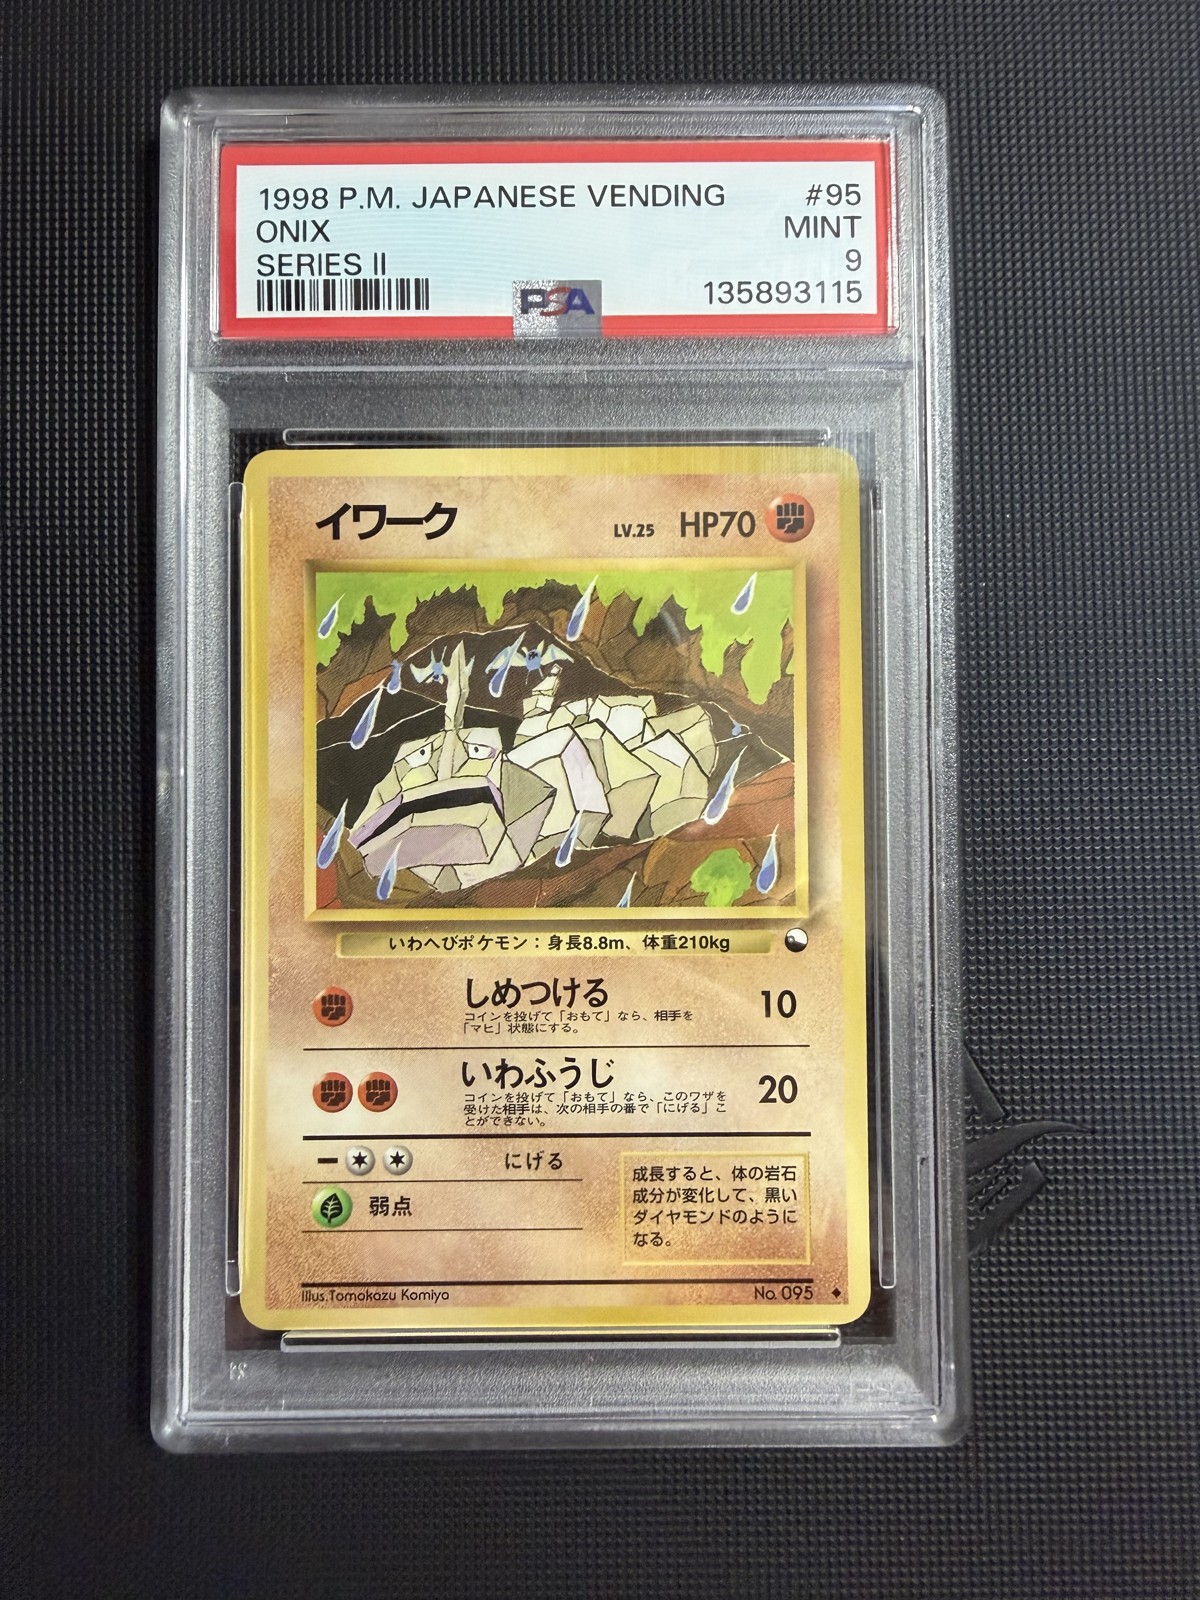 1998 P.M. JAPANESE VENDING #95
ONIX MINT
SERIES II 9
135893115
PSA
イワーク LV.25 HP70
いわへびポケモン：身長8.8m、体重210kg
しめつける 10
コインを投げて「おもて」なら、相手を
「マヒ」状態にする。
いわふうじ 20
コインを投げて「おもて」なら、このワザを
受けた相手は、次の相手の番で「にげる」こ
とができない。
にげる
弱点
成長すると、体の岩石
成分が変化して、黒い
ダイヤモンドのように
なる。
Illus.Tomokazu Komiya No. 095